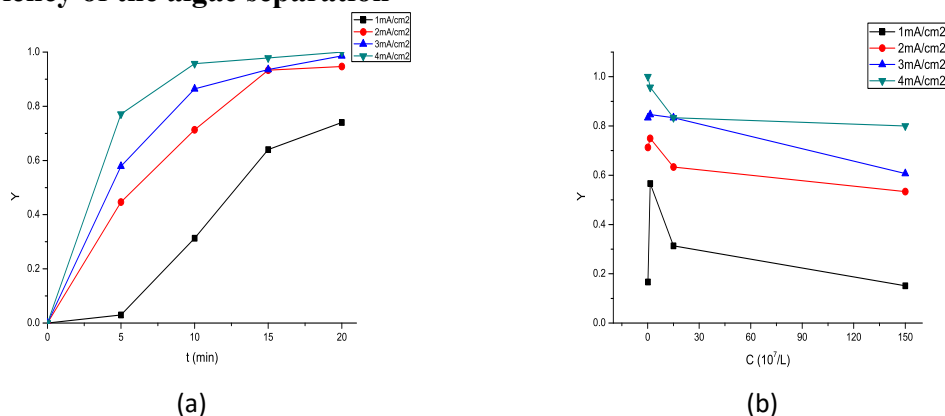 iency of the algae separation
1mA/cm2
2mA/cm2
3mA/cm2
4mA/cm2
1.0
0.8
0.6
0.4
0.2
0.0
Y
0 5 10 15 20
t (min)
(a)
1mA/cm2
2mA/cm2
3mA/cm2
4mA/cm2
1.0
0.8
0.6
0.4
0.2
0.0
Y
0 30 60 90 120 150
C (10⁷/L)
(b)